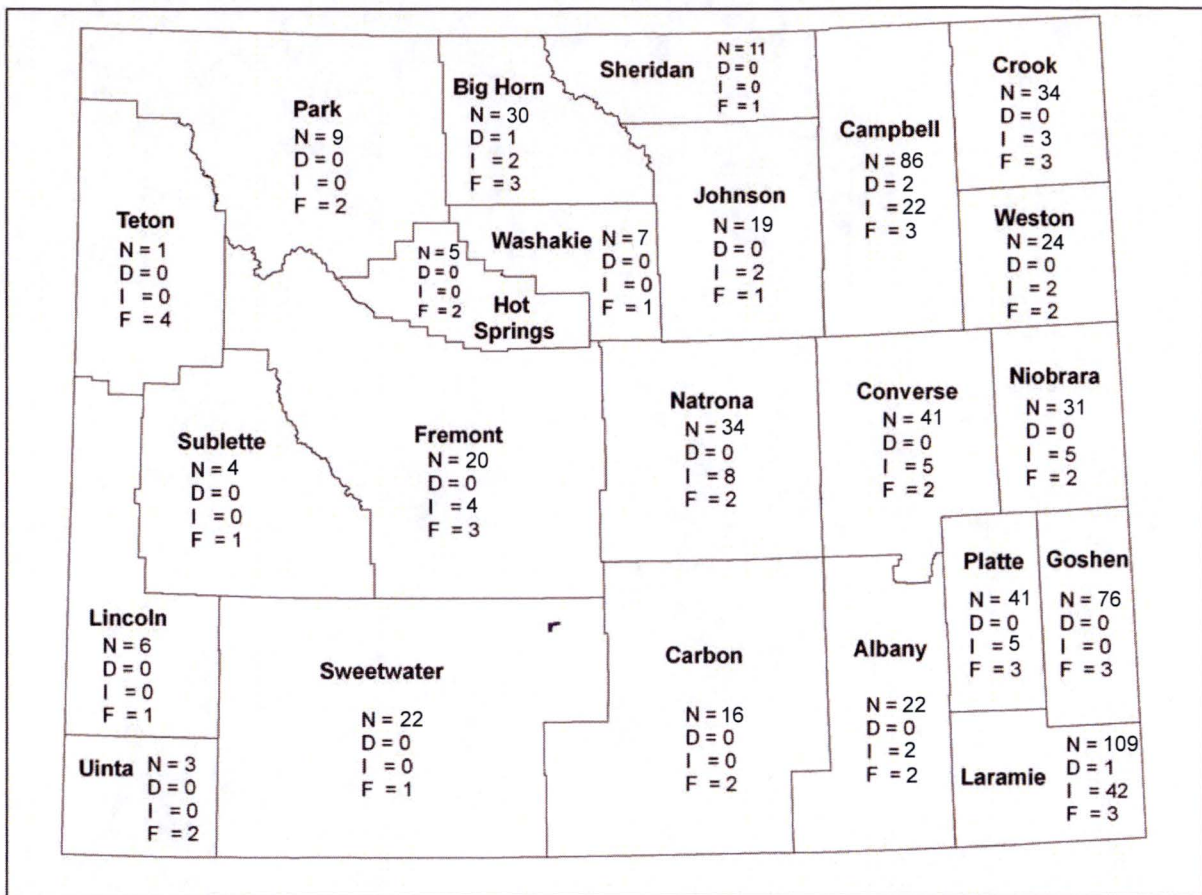 Sheridan
N = 11
D = 0
I = 0
F = 1
Crook
N = 34
D = 0
I = 3
F = 3
Big Horn
N = 30
D = 1
I = 2
F = 3
Park
N = 9
D = 0
I = 0
F = 2
Campbell
N = 86
D = 2
I = 22
F = 3
Johnson
N = 19
D = 0
I = 2
F = 1
Teton
N = 1
D = 0
I = 0
F = 4
Weston
N = 24
D = 0
I = 2
F = 2
Washakie
N = 7
D = 0
I = 0
F = 1
N = 5
D = 0
I = 0
F = 2
Hot
Springs
Natrona
N = 34
D = 0
I = 8
F = 2
Converse
N = 41
D = 0
I = 5
F = 2
Niobrara
N = 31
D = 0
I = 5
F = 2
Sublette
N = 4
D = 0
I = 0
F = 1
Fremont
N = 20
D = 0
I = 4
F = 3
Platte
N = 41
D = 0
I = 5
F = 3
Goshen
N = 76
D = 0
I = 0
F = 3
Lincoln
N = 6
D = 0
I = 0
F = 1
Sweetwater
N = 22
D = 0
I = 0
F = 1
Carbon
N = 16
D = 0
I = 0
F = 2
Albany
N = 22
D = 0
I = 2
F = 2
Uinta
N = 3
D = 0
I = 0
F = 2
Laramie
N = 109
D = 1
I = 42
F = 3